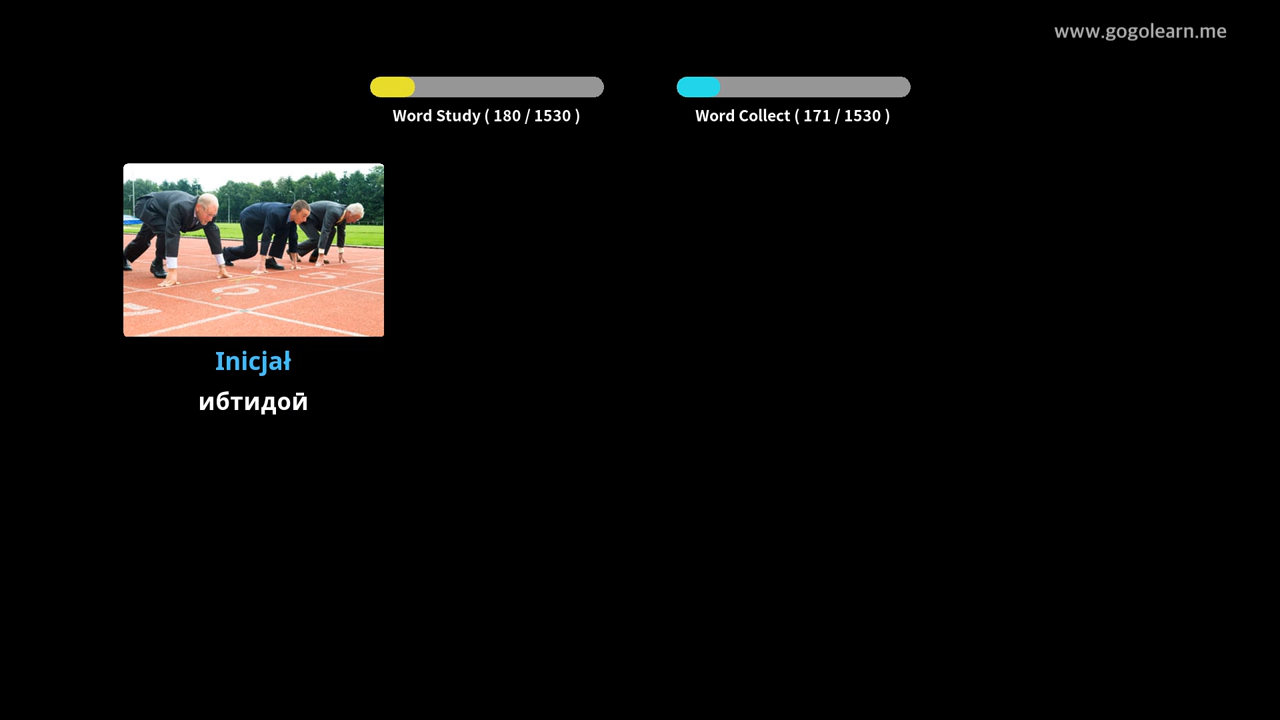 www.gogolearn.me
Word Study ( 180 / 1530 )
Word Collect ( 171 / 1530 )
Inicjał
ибтидоӣ